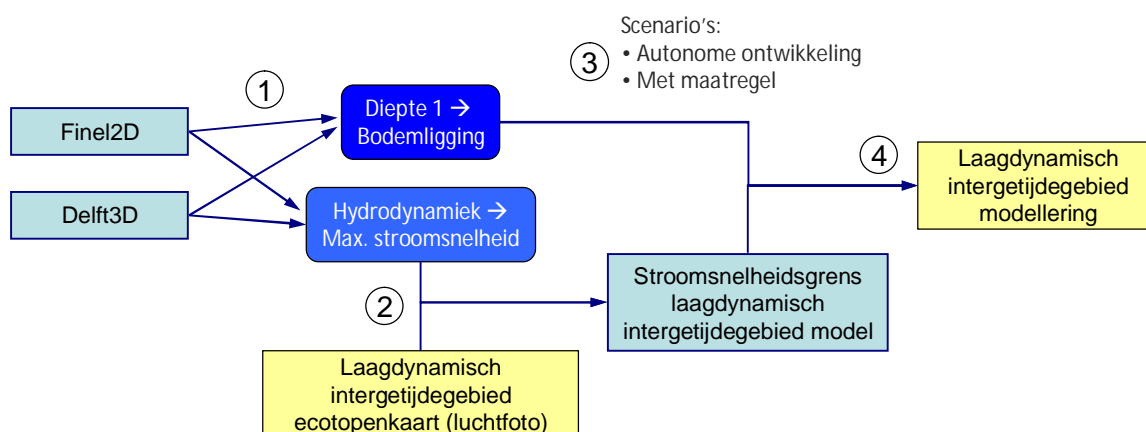 Scenario's:
• Autonome ontwikkeling
• Met maatregel
3
1
Diepte 1 →
Bodemligging
Finel2D
4
Laagdynamisch
intergetijdegebied
modellering
Delft3D
Hydrodynamiek →
Max. stroomsnelheid
2
Stroomsnelheidsgrens
laagdynamisch
intergetijdegebied model
Laagdynamisch
intergetijdegebied
ecotopenkaart (luchtfoto)